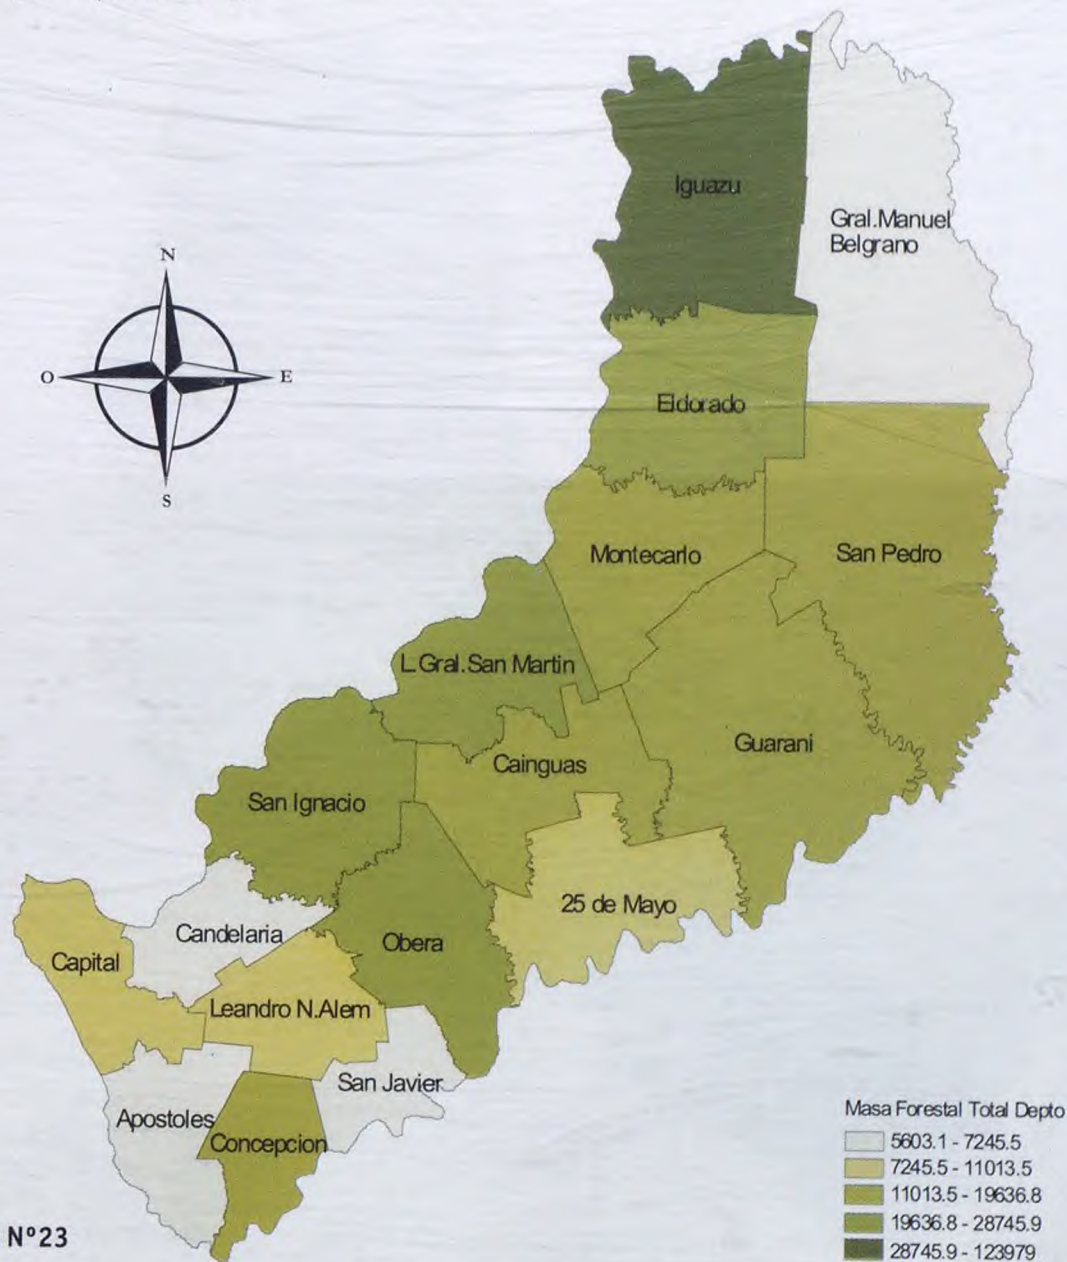 Iguazu
Gral.Manuel
Belgrano
N
O
E
S
Eldorado
Montecarlo
San Pedro
L.Gral.San Martin
Guarani
Cainguas
San Ignacio
25 de Mayo
Candelaria
Obera
Capital
Leandro N.Alem
San Javier
Apostoles
Concepcion
Masa Forestal Total Depto
5603.1 - 7245.5
7245.5 - 11013.5
11013.5 - 19636.8
19636.8 - 28745.9
28745.9 - 123979
Nº23